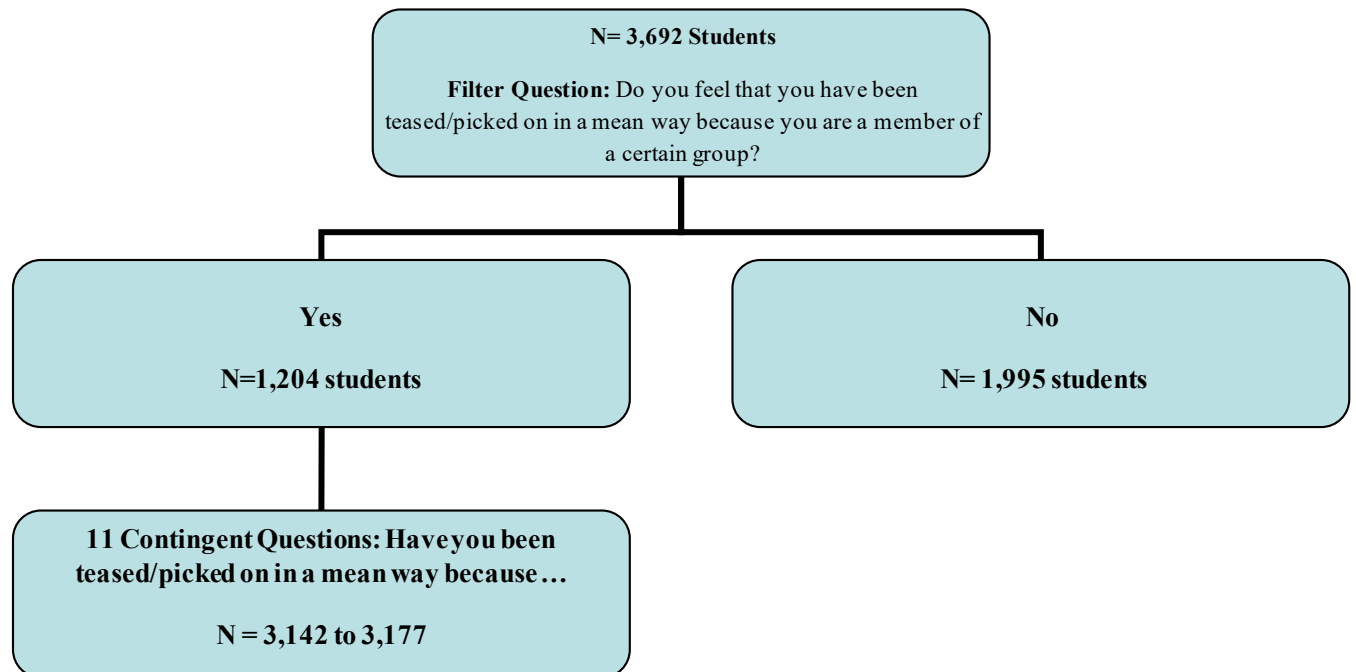 N= 3,692 Students
Filter Question: Do you feel that you have been
teased/picked on in a mean way because you are a member of
a certain group?
Yes
N=1,204 students
No
N= 1,995 students
11 Contingent Questions: Have you been
teased/picked on in a mean way because…
N = 3,142 to 3,177